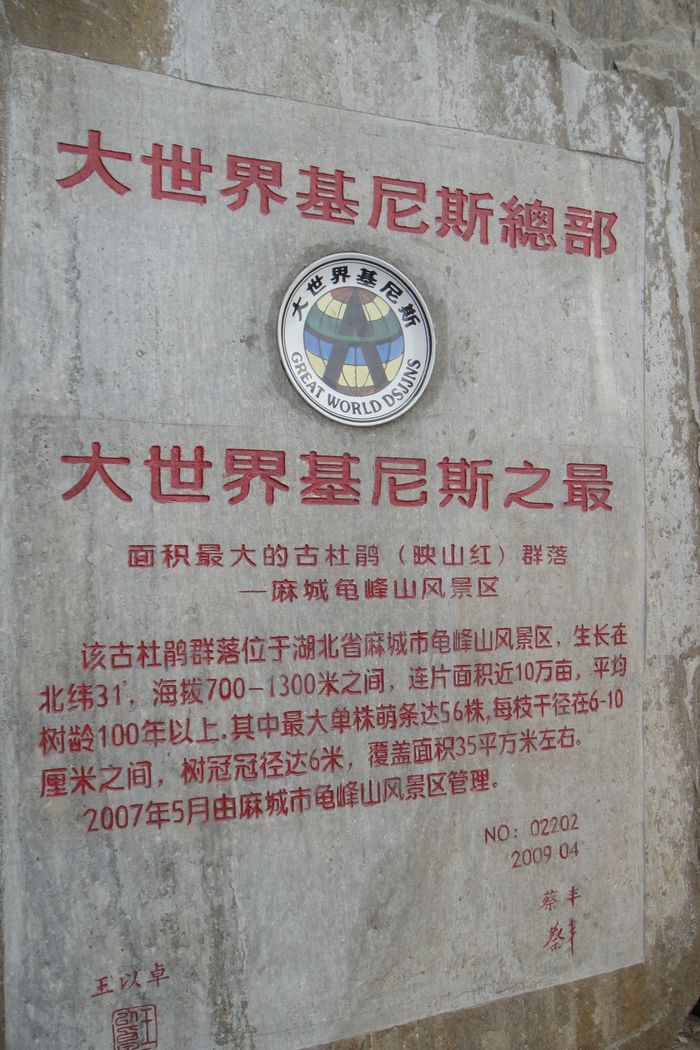 大世界基尼斯總部
大世界基尼斯
GREAT WORLD DSJJNS
大世界基尼斯之最
面积最大的古杜鹃（映山红）群落
—麻城龟峰山风景区
该古杜鹃群落位于湖北省麻城市龟峰山风景区，生长在
北纬31°，海拔700-1300米之间，连片面积近10万亩，平均
树龄100年以上.其中最大单株萌条达56株,每枝干径在6-10
厘米之间，树冠冠径达6米，覆盖面积35平方米左右。
2007年5月由麻城市龟峰山风景区管理。
NO：02202
2009 04
蔡丰
蔡丰
王以卓